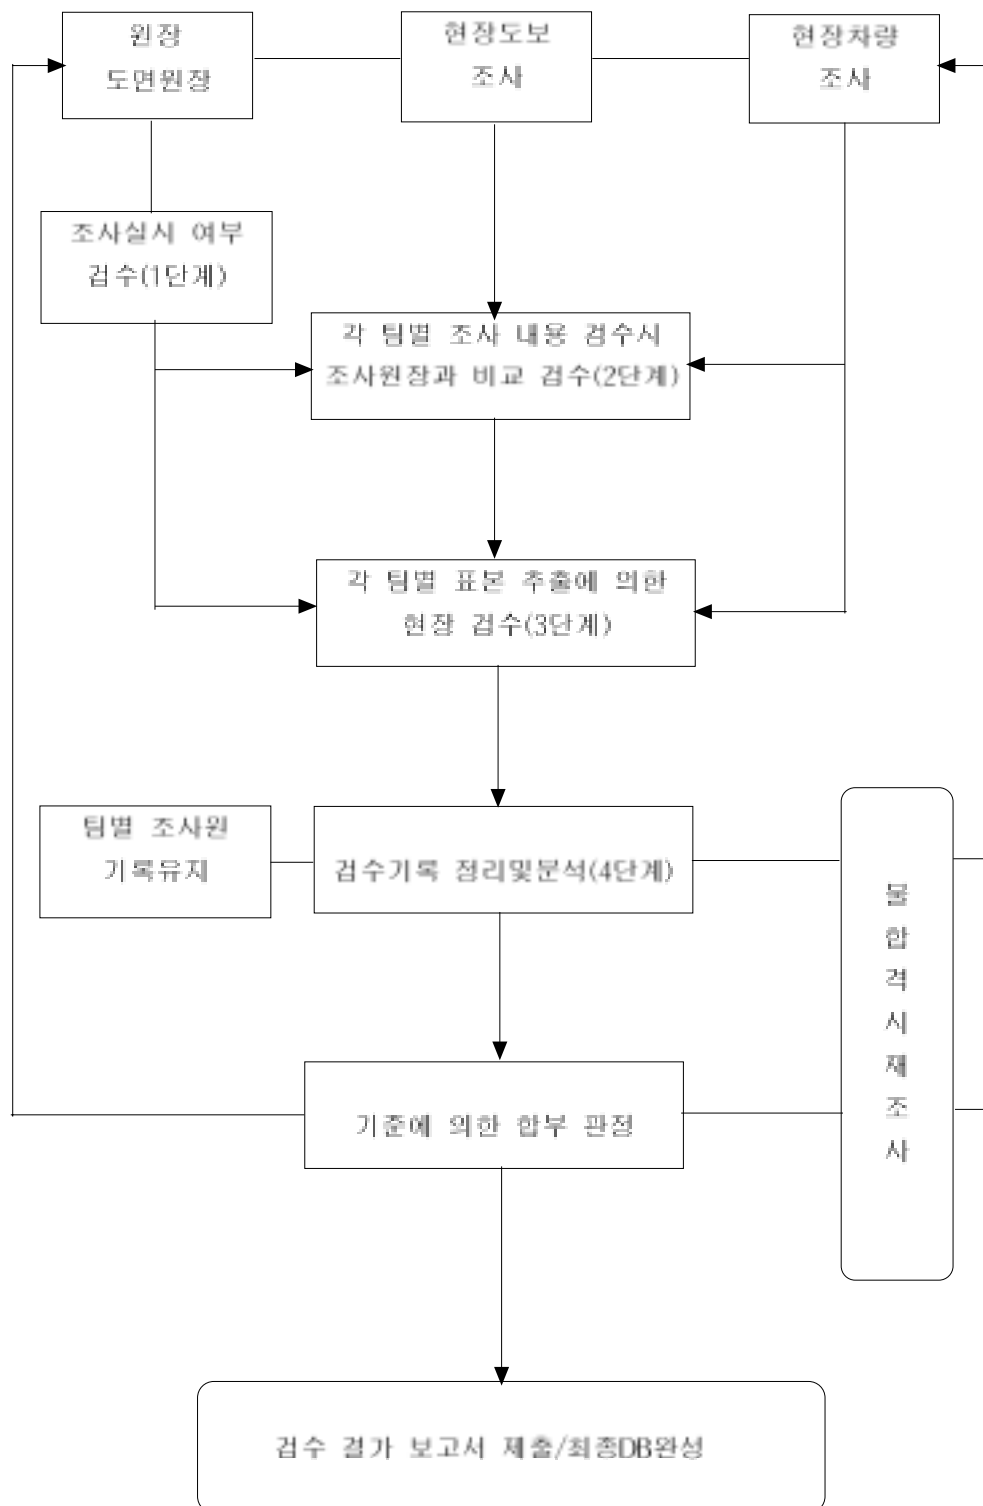 원장
도면원장
현장도보
조사
현장차량
조사
조사실시 여부
검수(1단계)
각 팀별 조사 내용 검수시
조사원장과 비교 검수(2단계)
각 팀별 표본 추출에 의한
현장 검수(3단계)
팀별 조사원
기록유지
검수기록 정리및분석(4단계)
불
합
격
시
재
조
사
기준에 의한 합부 판정
검수 결가 보고서 제출/최종DB완성